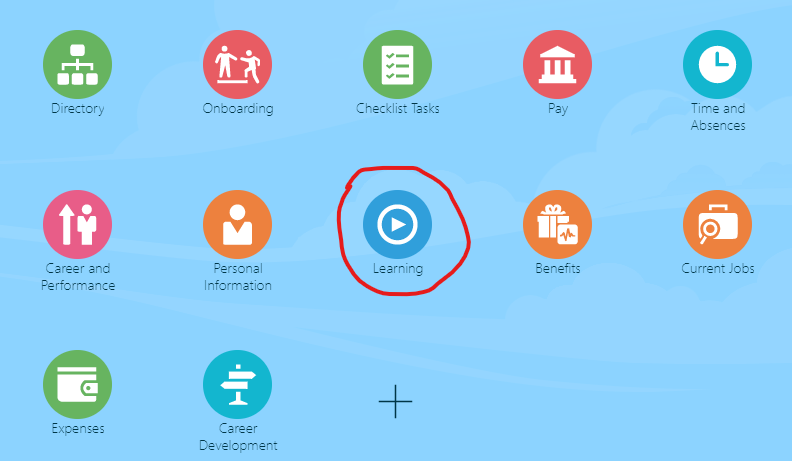 Directory
Onboarding
Checklist Tasks
Pay
Time and
Absences
Career and
Performance
Personal
Information
Learning
Benefits
Current Jobs
Expenses
Career
Development